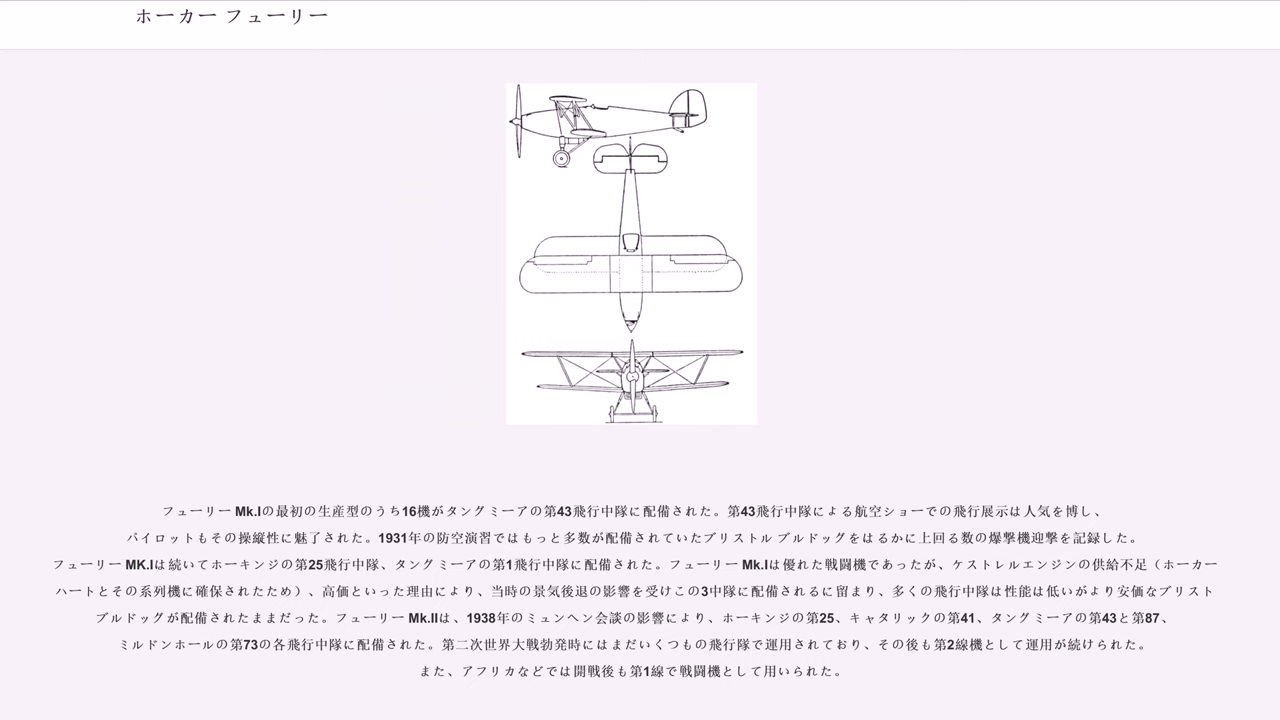 ホーカー フューリー
フューリー Mk.Iの最初の生産型のうち16機がタングミーアの第43飛行中隊に配備された。第43飛行中隊による航空ショーでの飛行展示は人気を博し、
パイロットもその操縦性に魅了された。1931年の防空演習ではもっと多数が配備されていたブリストル ブルドッグをはるかに上回る数の爆撃機迎撃を記録した。
フューリー MK.Iは続いてホーキンジの第25飛行中隊、タングミーアの第1飛行中隊に配備された。フューリー Mk.Iは優れた戦闘機であったが、ケストレルエンジンの供給不足（ホーカー
ハートとその系列機に確保されたため）、高価といった理由により、当時の景気後退の影響を受けこの3中隊に配備されるに留まり、多くの飛行中隊は性能は低いがより安価なブリスト
ブルドッグが配備されたままだった。フューリー Mk.IIは、1938年のミュンヘン会談の影響により、ホーキンジの第25、キャタリックの第41、タングミーアの第43と第87、
ミルドンホールの第73の各飛行中隊に配備された。第二次世界大戦勃発時にはまだいくつもの飛行隊で運用されており、その後も第2線機として運用が続けられた。
また、アフリカなどでは開戦後も第1線で戦闘機として用いられた。